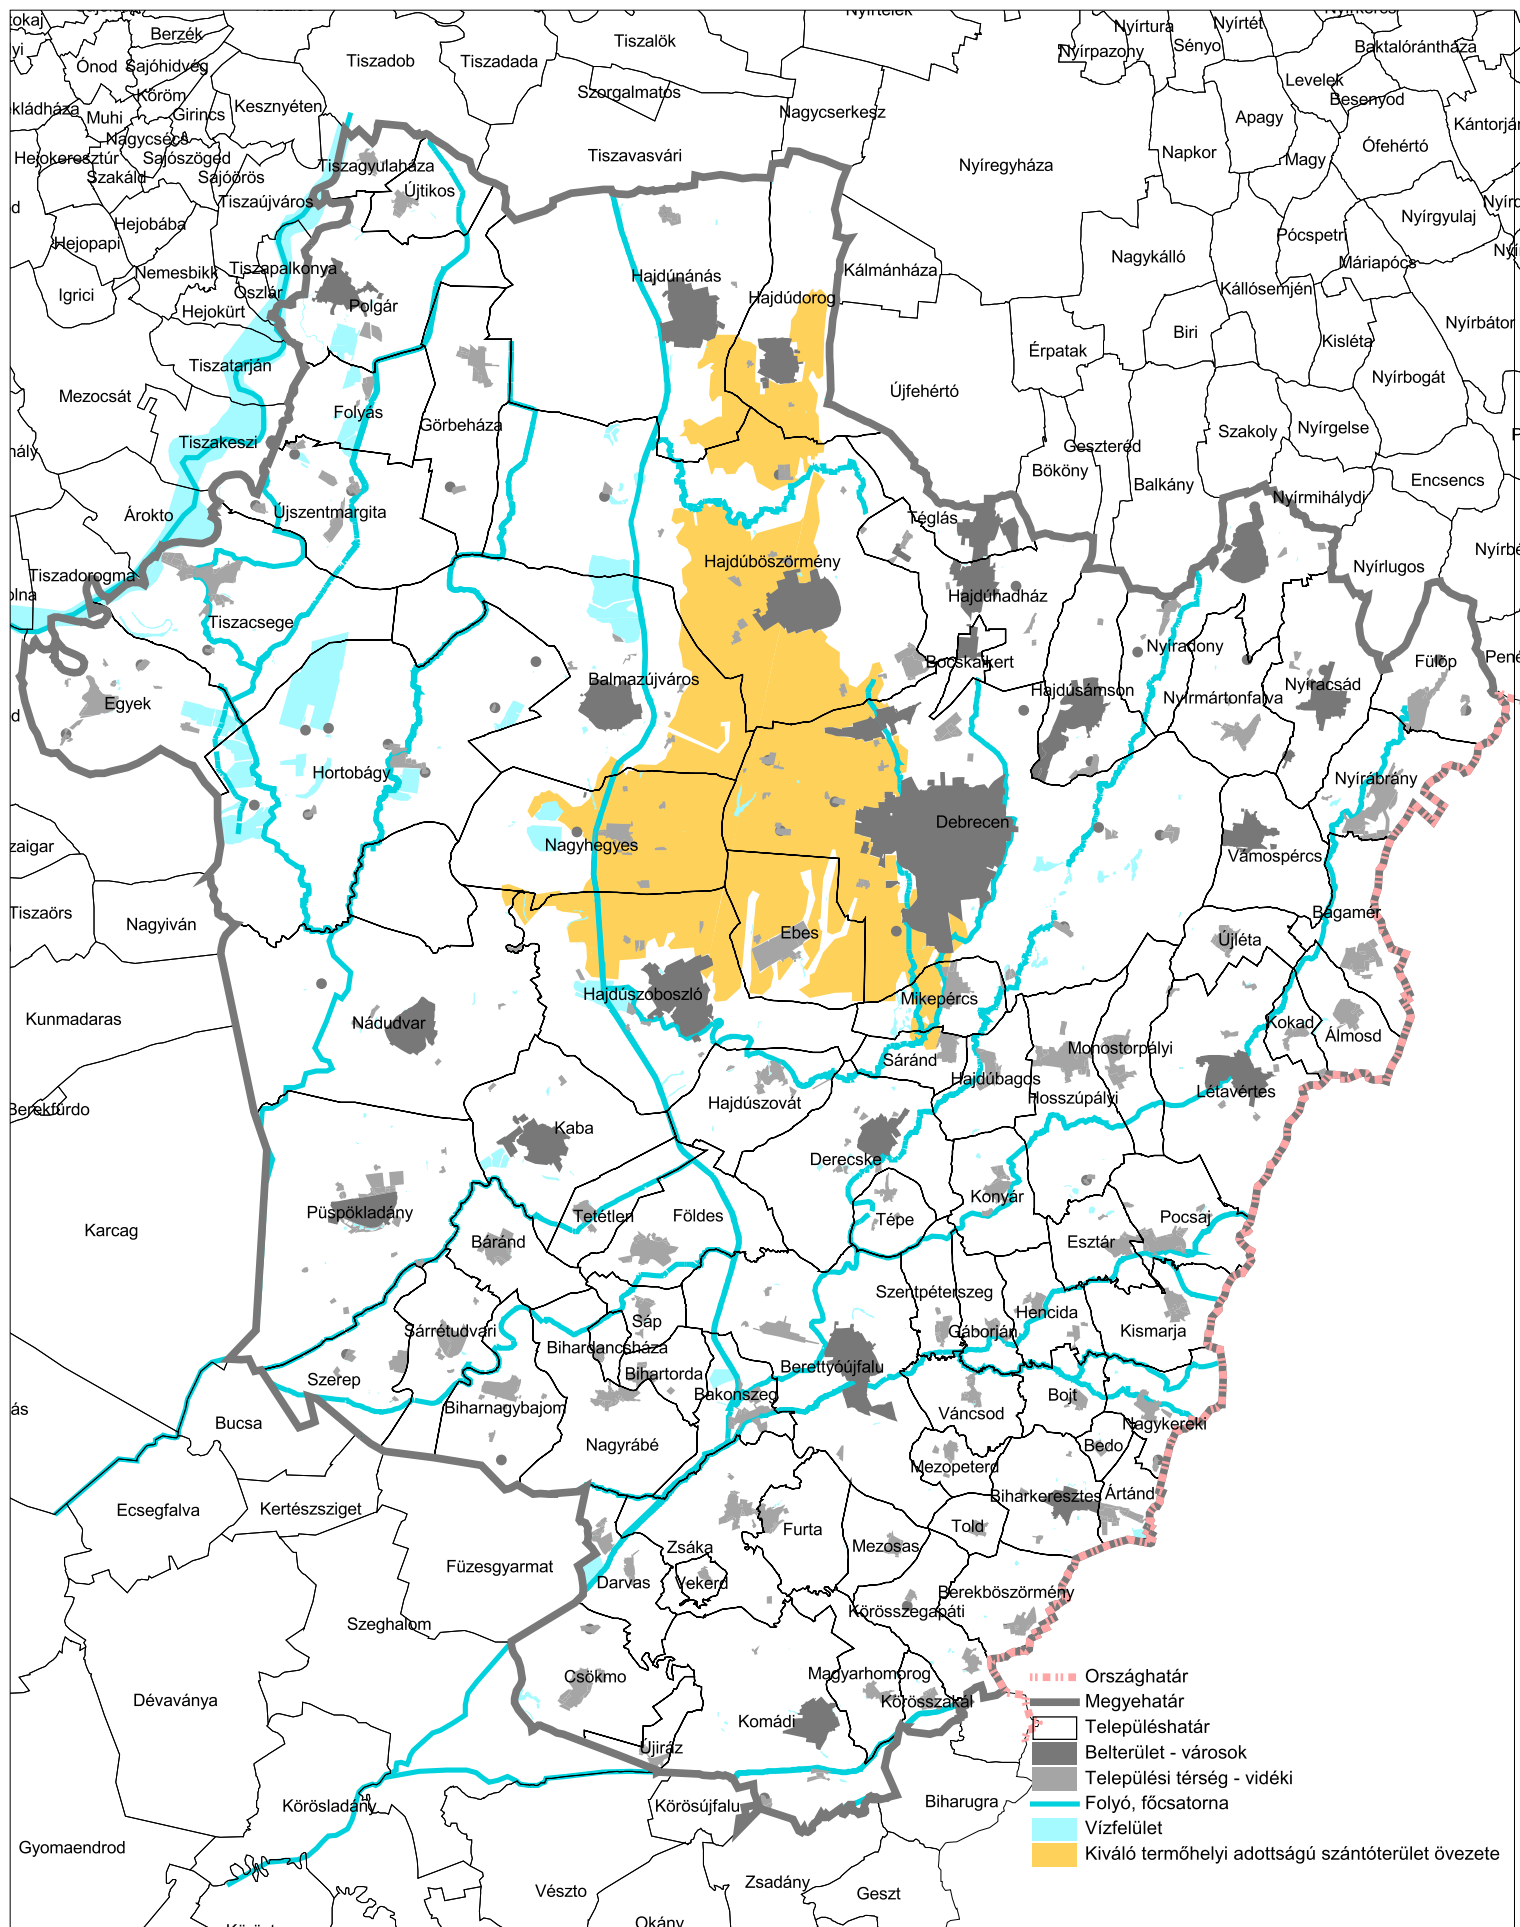 Berzék
Tiszadob
Tiszadada
Tiszalök
Nyírtura
Sényo
Nyírtét
Nyírpazony
Baktalórántháza
Ónod
Sajóhidvég
Levelek
Besenyod
Köröm
Girincs
Kesznyéten
Szorgalmatos
Nagycserkesz
Apagy
Muhi
Nagycsécs
Ófehértó
Hejokeresztúr
Sajószöged
Szakáld
Sajóörös
Tiszagyulaháza
Tiszavasvári
Nyíregyháza
Napkor
Magy
Újtikos
Tiszaújváros
Hejobába
Nyírgyulaj
Hejopapi
Pócspetri
Nagykálló
Máriapócs
Nemesbikk
Tiszapalkonya
Hajdúnánás
Kálmánháza
Igrici
Oszlár
Polgár
Hajdúdorog
Kállósemjén
Hejokürt
Biri
Kisléta
Nyírbátor
Érpatak
Tiszatarján
Nyírbogát
Mezocsát
Újfehértó
Folyás
Görbeháza
Szakoly
Nyírgelse
Tiszakeszi
Geszteréd
Bököny
Balkány
Encsencs
Nyírmihálydi
Árokto
Újszentmargita
Téglás
Hajdúböszörmény
Tiszadorogma
Nyírlugos
Hajdúhadház
Tiszacsege
Nyíradony
Bocskaikert
Fülöp
Balmazújváros
Hajdúsámson
Nyírmártonfalva
Nyíracsád
Egyek
Hortobágy
Nyírábrány
Debrecen
Nagyhegyes
Vámospércs
Tiszaörs
Nagyiván
Bagamér
Ebes
Újléta
Hajdúszoboszló
Mikepércs
Kunmadaras
Nádudvar
Kokad
Álmosd
Monostorpályi
Sáránd
Hajdúbagos
Létavértes
Hosszúpályi
Berekfürdo
Hajdúszovát
Kaba
Derecske
Konyár
Püspökladány
Tetétlen
Földes
Tépe
Pocsaj
Karcag
Báránd
Esztár
Szentpéterszeg
Hencida
Sáp
Sárrétudvari
Gáborján
Kismarja
Bihardancsháza
Berettyóújfalu
Szerep
Bihartorda
Bakonszeg
Bojt
Biharnagybajom
Váncsod
Nagykereki
Bucsa
Nagyrábé
Bedo
Mezopeterd
Biharkeresztes
Ártánd
Ecsegfalva
Kertészsziget
Furta
Told
Zsáka
Mezosas
Füzesgyarmat
Darvas
Vekerd
Berekböszörmény
Körösszegapáti
Szeghalom
Csökmo
Magyarhomorog
Körösszakál
Dévaványa
Komádi
Újiráz
Körösladány
Körösújfalu
Biharugra
Gyomaendrod
Vészto
Zsadány
Geszt
Okány
Országhatár
Megyehatár
Településhatár
Belterület - városok
Települési térség - vidéki
Folyó, főcsatorna
Vízfelület
Kiváló termőhelyi adottságú szántóterület övezete